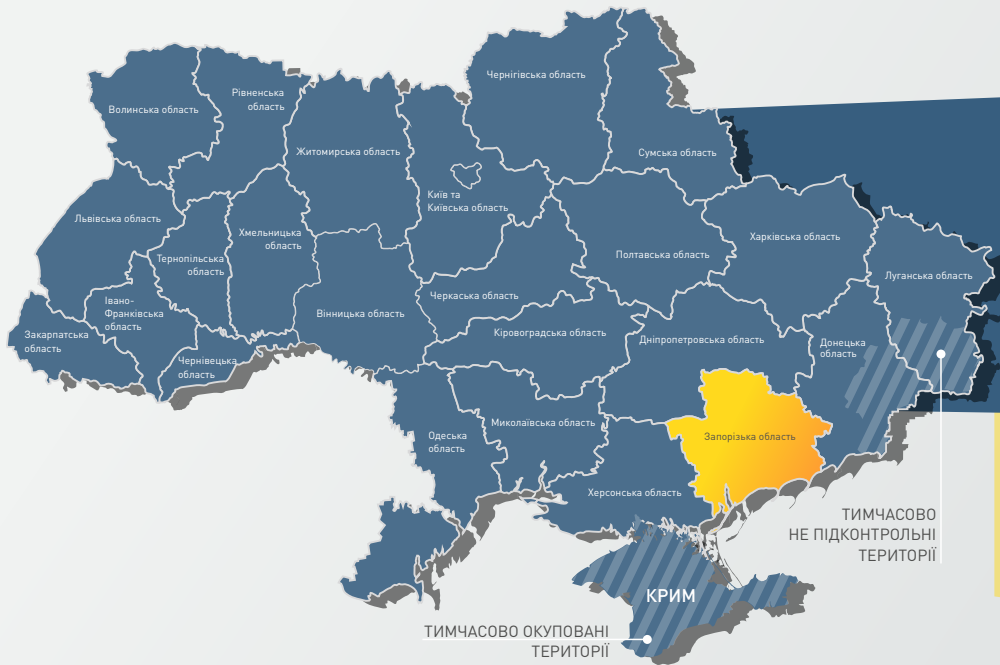 Чернігівська область
Рівненська
область
Волинська область
Житомирська область
Сумська область
Київ та
Київська область
Львівська область
Хмельницька
область
Харківська область
Тернопільська
область
Полтавська область
Луганська область
Івано-
Франківська
область
Черкаська область
Вінницька область
Закарпатська
область
Кіровоградська область
Дніпропетровська область
Донецька
область
Чернівецька
область
Миколаївська область
Одеська
область
Запорізька область
Херсонська область
ТИМЧАСОВО
НЕ ПІДКОНТРОЛЬНІ
ТЕРИТОРІЇ
КРИМ
ТИМЧАСОВО ОКУПОВАНІ
ТЕРИТОРІЇ